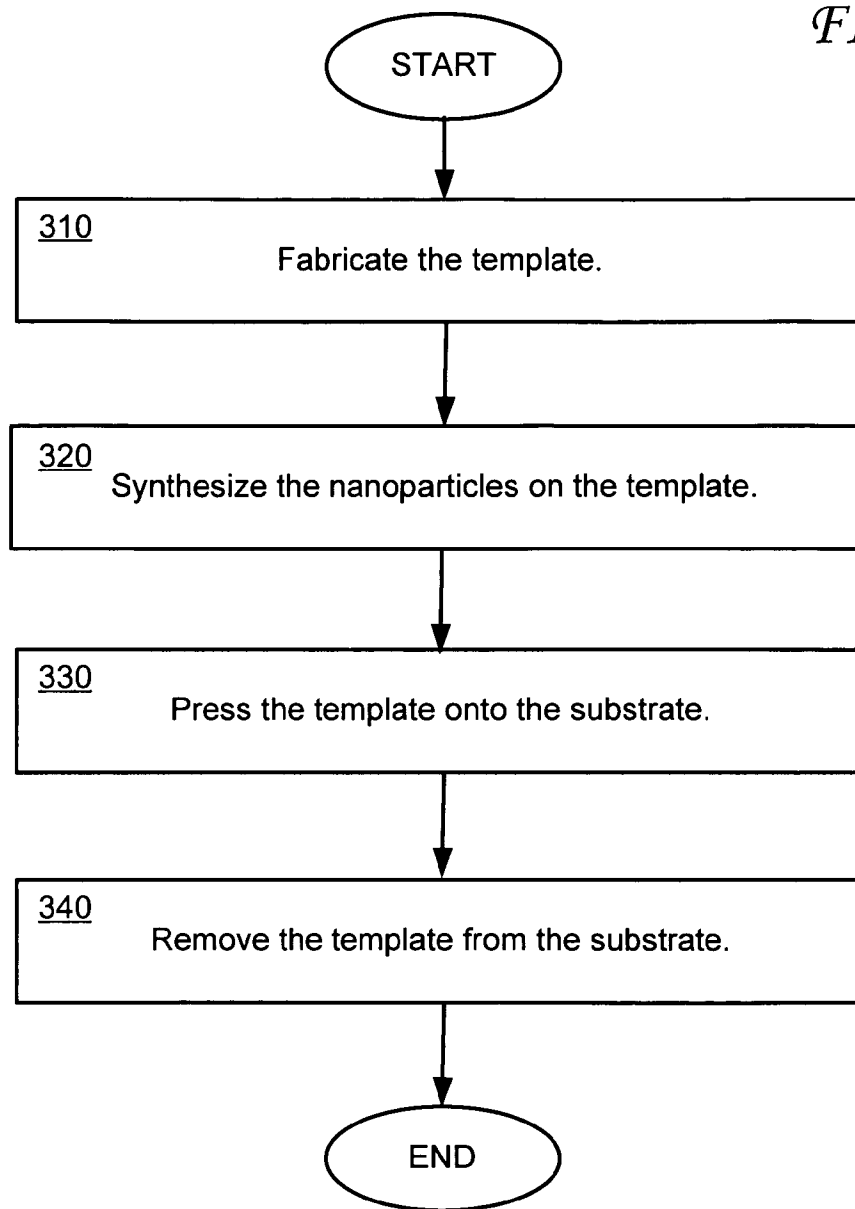 START
310
Fabricate the template.
320
Synthesize the nanoparticles on the template.
330
Press the template onto the substrate.
340
Remove the template from the substrate.
END